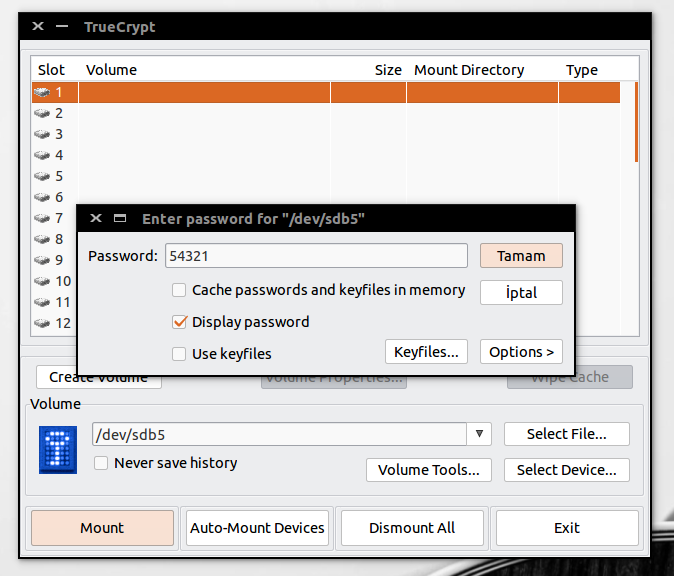 TrueCrypt
Slot Volume Size Mount Directory Type
1
2
3
4
5
6
7
8
9
10
11
12
Enter password for "/dev/sdb5"
Password: 54321 Tamam
Cache passwords and keyfiles in memory İptal
Display password
Use keyfiles Keyfiles... Options >
Create Volume Volume Properties... Wipe Cache
Volume
/dev/sdb5 Select File...
Never save history Volume Tools... Select Device...
Mount Auto-Mount Devices Dismount All Exit